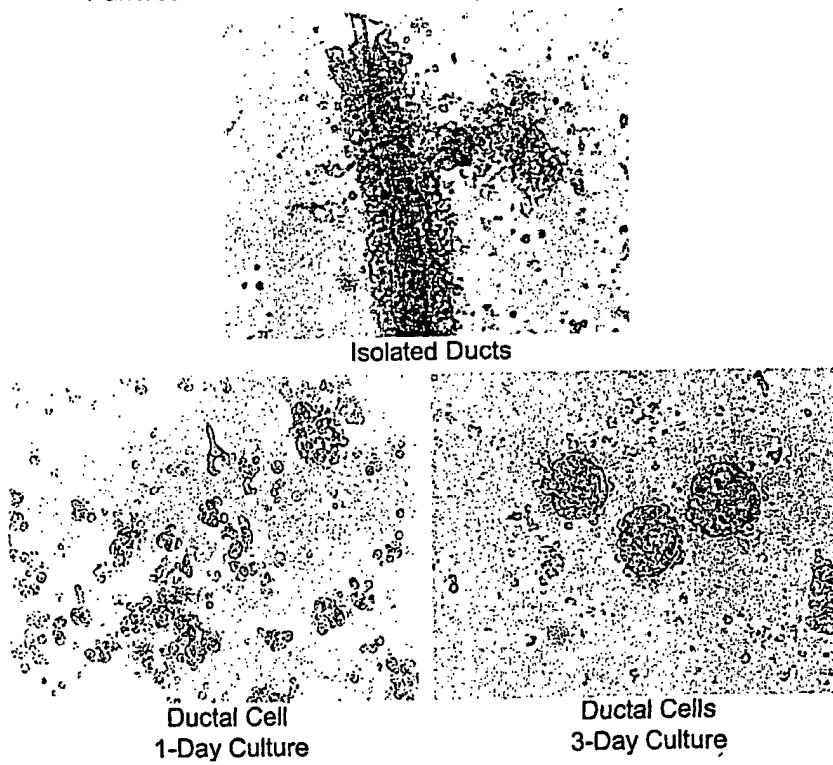 Isolated Ducts
Ductal Cell
1-Day Culture
Ductal Cells
3-Day Culture